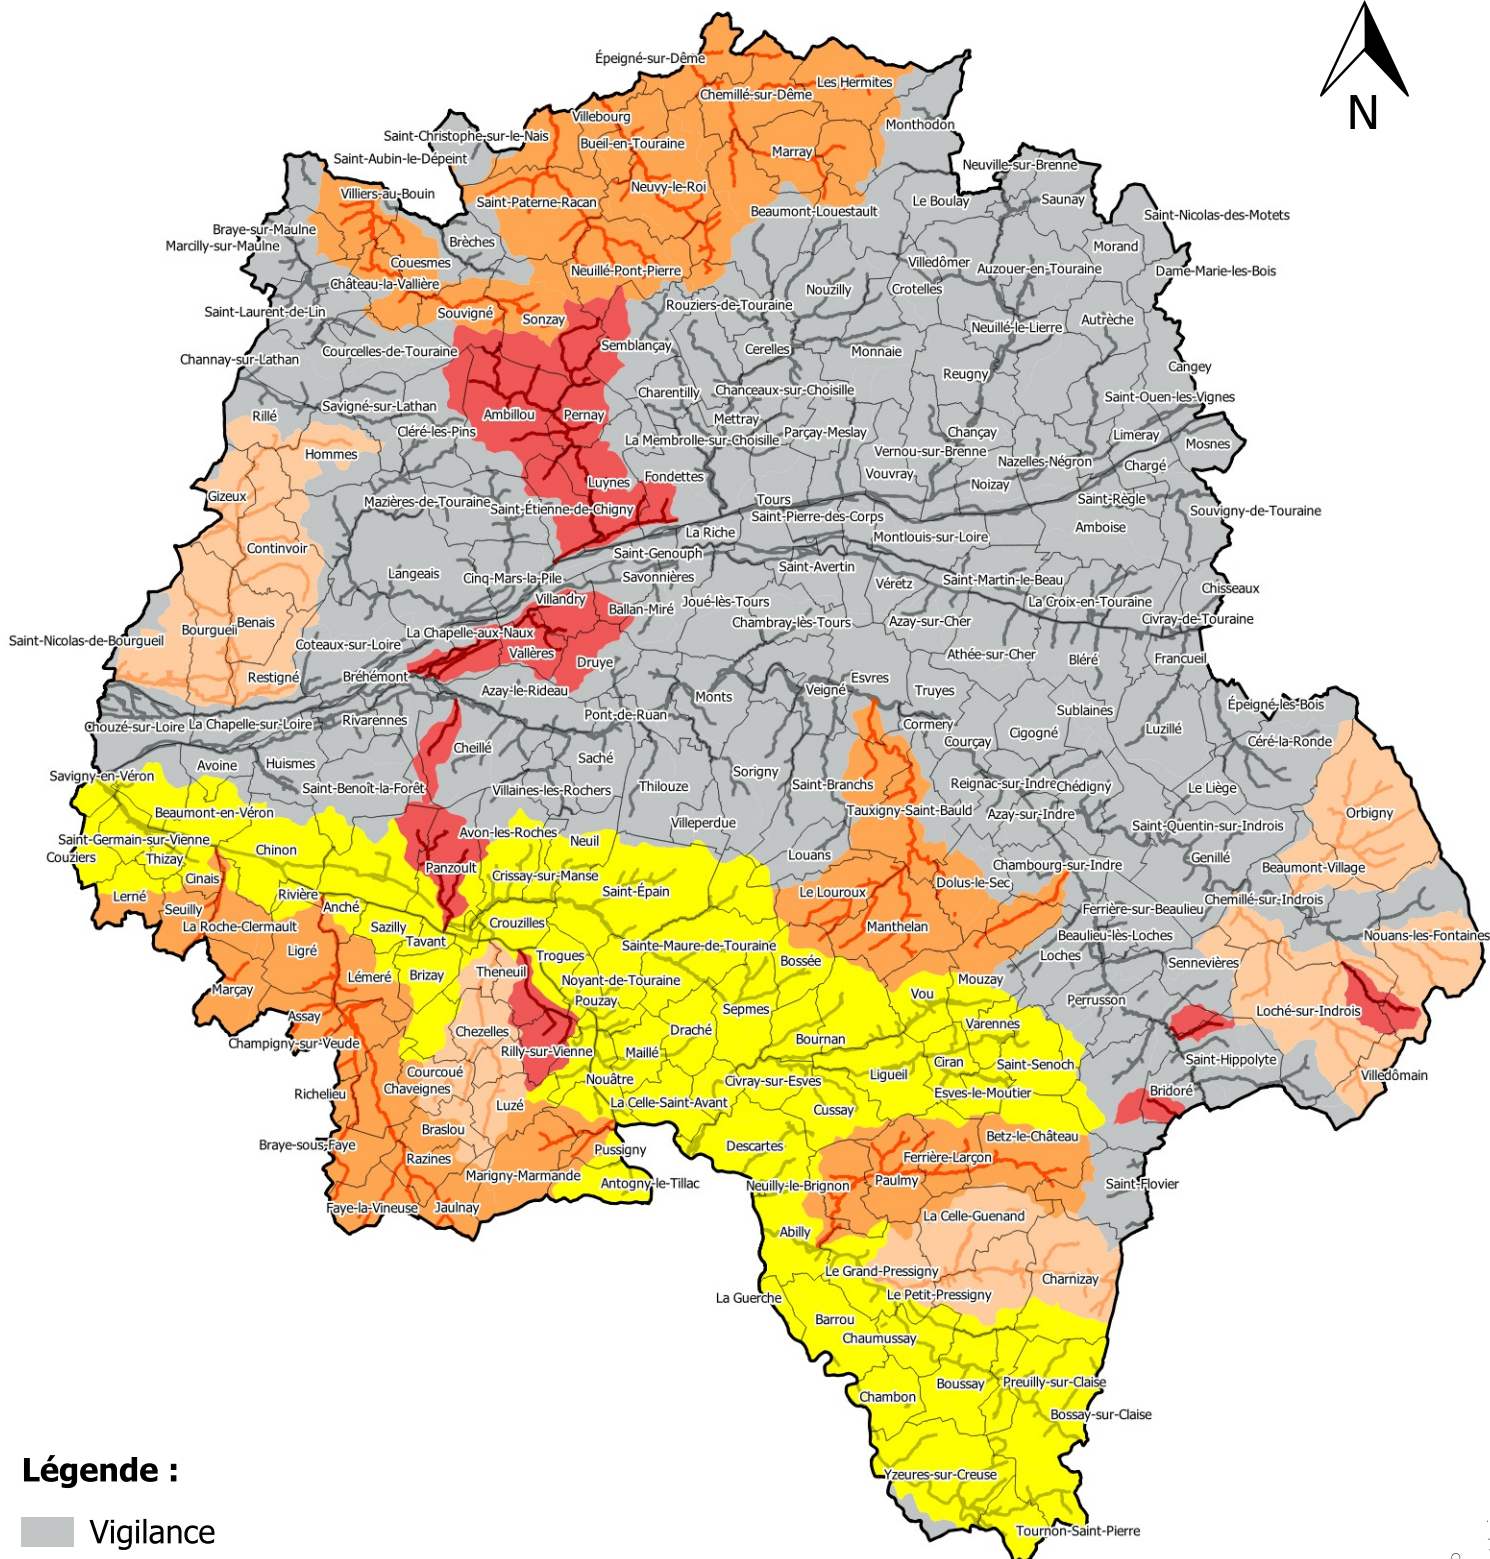 N
Épeigné-sur-Dême
Les Hermites
Chemillé-sur-Dême
Villebourg
Monthodon
Saint-Christophe-sur-le-Nais
Bueil-en-Touraine
Marray
Saint-Aubin-le-Dépeint
Neuville-sur-Brenne
Neuvy-le-Roi
Villiers-au-Bouin
Saint-Paterne-Racan
Le Boulay
Saunay
Beaumont-Louestault
Saint-Nicolas-des-Motets
Braye-sur-Maulne
Brèches
Marcilly-sur-Maulne
Morand
Couesmes
Neuillé-Pont-Pierre
Villedômer
Auzouer-en-Touraine
Dame-Marie-les-Bois
Château-la-Vallière
Nouzilly
Crotelles
Rouziers-de-Touraine
Saint-Laurent-de-Lin
Souvigné
Sonzay
Neuillé-le-Lierre
Autrèche
Semblançay
Cerelles
Monnaie
Courcelles-de-Touraine
Channay-sur-Lathan
Cangey
Reugny
Charentilly
Chanceaux-sur-Choisille
Saint-Ouen-les-Vignes
Rillé
Savigné-sur-Lathan
Ambillou
Pernay
Mettray
Cléré-les-Pins
La Membrolle-sur-Choisille
Parçay-Meslay
Chançay
Limeray
Mosnes
Hommes
Vernou-sur-Brenne
Nazelles-Négron
Chargé
Luynes
Fondettes
Vouvray
Noizay
Gizeux
Mazières-de-Touraine
Saint-Étienne-de-Chigny
Tours
Saint-Règle
Souvigny-de-Touraine
Saint-Pierre-des-Corps
La Riche
Montlouis-sur-Loire
Amboise
Continvoir
Saint-Genouph
Langeais
Cinq-Mars-la-Pile
Savonnières
Saint-Avertin
Véretz
Saint-Martin-le-Beau
Chisseaux
Villandry
Ballan-Miré
Joué-lès-Tours
La Croix-en-Touraine
Benais
Bourgueil
Chambray-lès-Tours
Azay-sur-Cher
Civray-de-Touraine
Saint-Nicolas-de-Bourgueil
La Chapelle-aux-Naux
Coteaux-sur-Loire
Vallères
Druye
Athée-sur-Cher
Bléré
Francueil
Restigné
Bréhémont
Azay-le-Rideau
Monts
Veigné
Esvres
Truyes
Épeigné-les-Bois
Chouzé-sur-Loire
La Chapelle-sur-Loire
Rivarennes
Pont-de-Ruan
Cormery
Sublaines
Luzillé
Cigogné
Courçay
Céré-la-Ronde
Cheillé
Saché
Savigny-en-Véron
Avoine
Huismes
Sorigny
Saint-Benoît-la-Forêt
Villaines-les-Rochers
Thilouze
Saint-Branchs
Reignac-sur-Indre
Chédigny
Le Liège
Beaumont-en-Véron
Tauxigny-Saint-Bauld
Azay-sur-Indre
Orbigny
Villeperdue
Saint-Quentin-sur-Indrois
Avon-les-Roches
Neuil
Saint-Germain-sur-Vienne
Couziers
Thizay
Chinon
Louans
Genillé
Panzoult
Crissay-sur-Manse
Chambourg-sur-Indre
Beaumont-Village
Cinais
Saint-Épain
Le Louroux
Dolus-le-Sec
Lerné
Rivière
Anché
Seuilly
Ferrière-sur-Beaulieu
Chemillé-sur-Indrois
La Roche-Clermault
Sazilly
Crouzilles
Manthelan
Beaulieu-lès-Loches
Nouans-les-Fontaines
Tavant
Ligré
Sainte-Maure-de-Touraine
Trogues
Bossée
Loches
Sennevières
Lémeré
Brizay
Theneuil
Noyant-de-Touraine
Mouzay
Marçay
Pouzay
Vou
Perrusson
Sepmes
Loché-sur-Indrois
Assay
Chezelles
Draché
Varennes
Champigny-sur-Veude
Rilly-sur-Vienne
Maillé
Bournan
Saint-Hippolyte
Courcoué
Ciran
Saint-Senoch
Villedômain
Chaveignes
Nouâtre
Civray-sur-Esves
Ligueil
Richelieu
Luzé
La Celle-Saint-Avant
Cussay
Esves-le-Moutier
Bridoré
Braslou
Betz-le-Château
Braye-sous-Faye
Razines
Pussigny
Descartes
Ferrière-Larçon
Marigny-Marmande
Antogny-le-Tillac
Neuilly-le-Brignon
Paulmy
Saint-Flovier
Faye-la-Vineuse
Jaulnay
La Celle-Guenand
Abilly
Le Grand-Pressigny
Charnizay
La Guerche
Le Petit-Pressigny
Barrou
Chaumussay
Boussay
Preuilly-sur-Claise
Chambon
Bossay-sur-Claise
Yzeures-sur-Creuse
Tournon-Saint-Pierre
Légende :
Vigilance